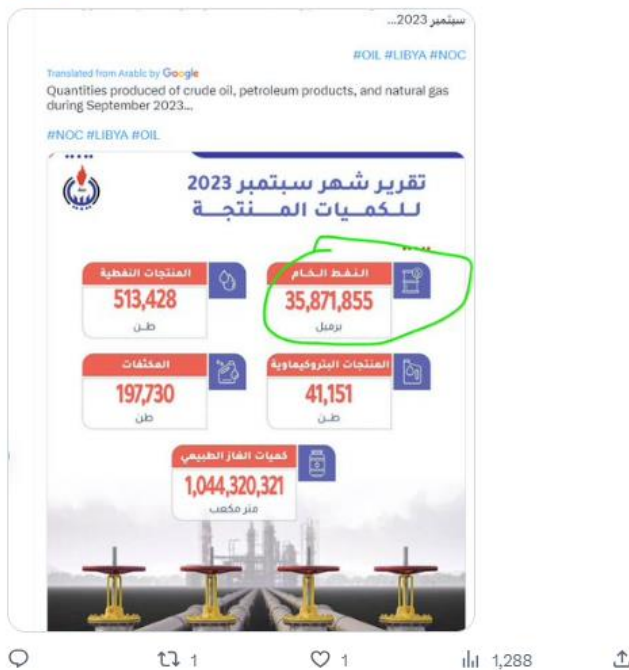 سبتمبر 2023...
#OIL #LIBYA #NOC
Translated from Arabic by Google
Quantities produced of crude oil, petroleum products, and natural gas
during September 2023...
#NOC #LIBYA #OIL
تقرير شهر سبتمبر 2023
للكميات المنتجة
النفط الخام
35,871,855
برميل
المنتجات النفطية
513,428
طن
المنتجات البتروكيماوية
41,151
طن
المكثفات
197,730
طن
كميات الغاز الطبيعي
1,044,320,321
متر مكعب
1 1 1,288